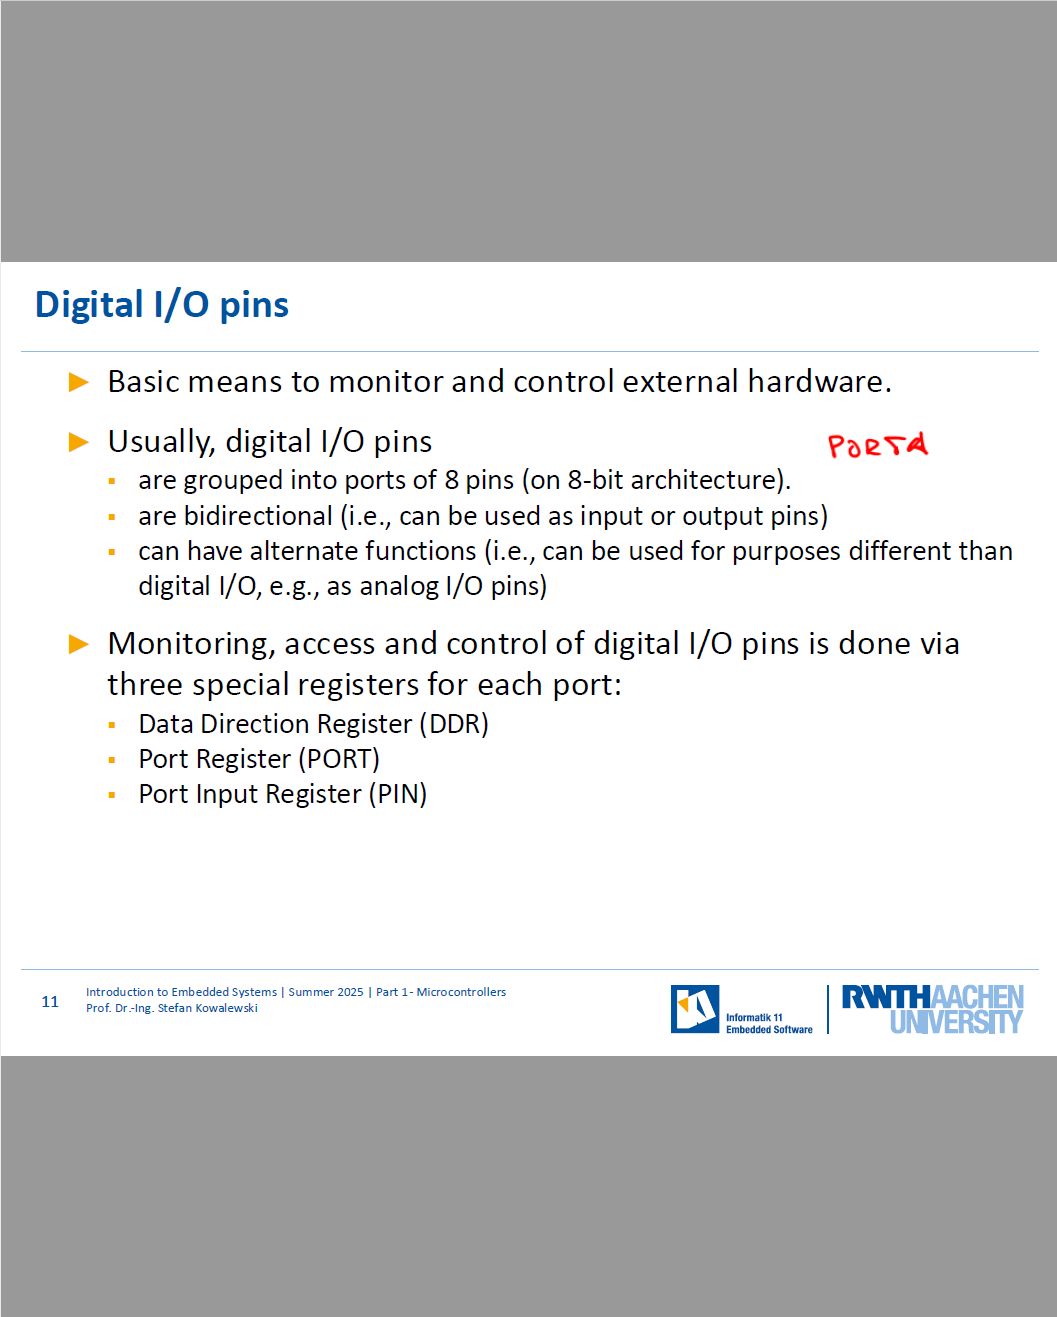 Digital I/O pins
► Basic means to monitor and control external hardware.
► Usually, digital I/O pins
PORTA
▪ are grouped into ports of 8 pins (on 8-bit architecture).
▪ are bidirectional (i.e., can be used as input or output pins)
▪ can have alternate functions (i.e., can be used for purposes different than
digital I/O, e.g., as analog I/O pins)
► Monitoring, access and control of digital I/O pins is done via
three special registers for each port:
▪ Data Direction Register (DDR)
▪ Port Register (PORT)
▪ Port Input Register (PIN)
11
Introduction to Embedded Systems | Summer 2025 | Part 1- Microcontrollers
Prof. Dr.-Ing. Stefan Kowalewski
Informatik 11
Embedded Software
RWTH AACHEN
UNIVERSITY